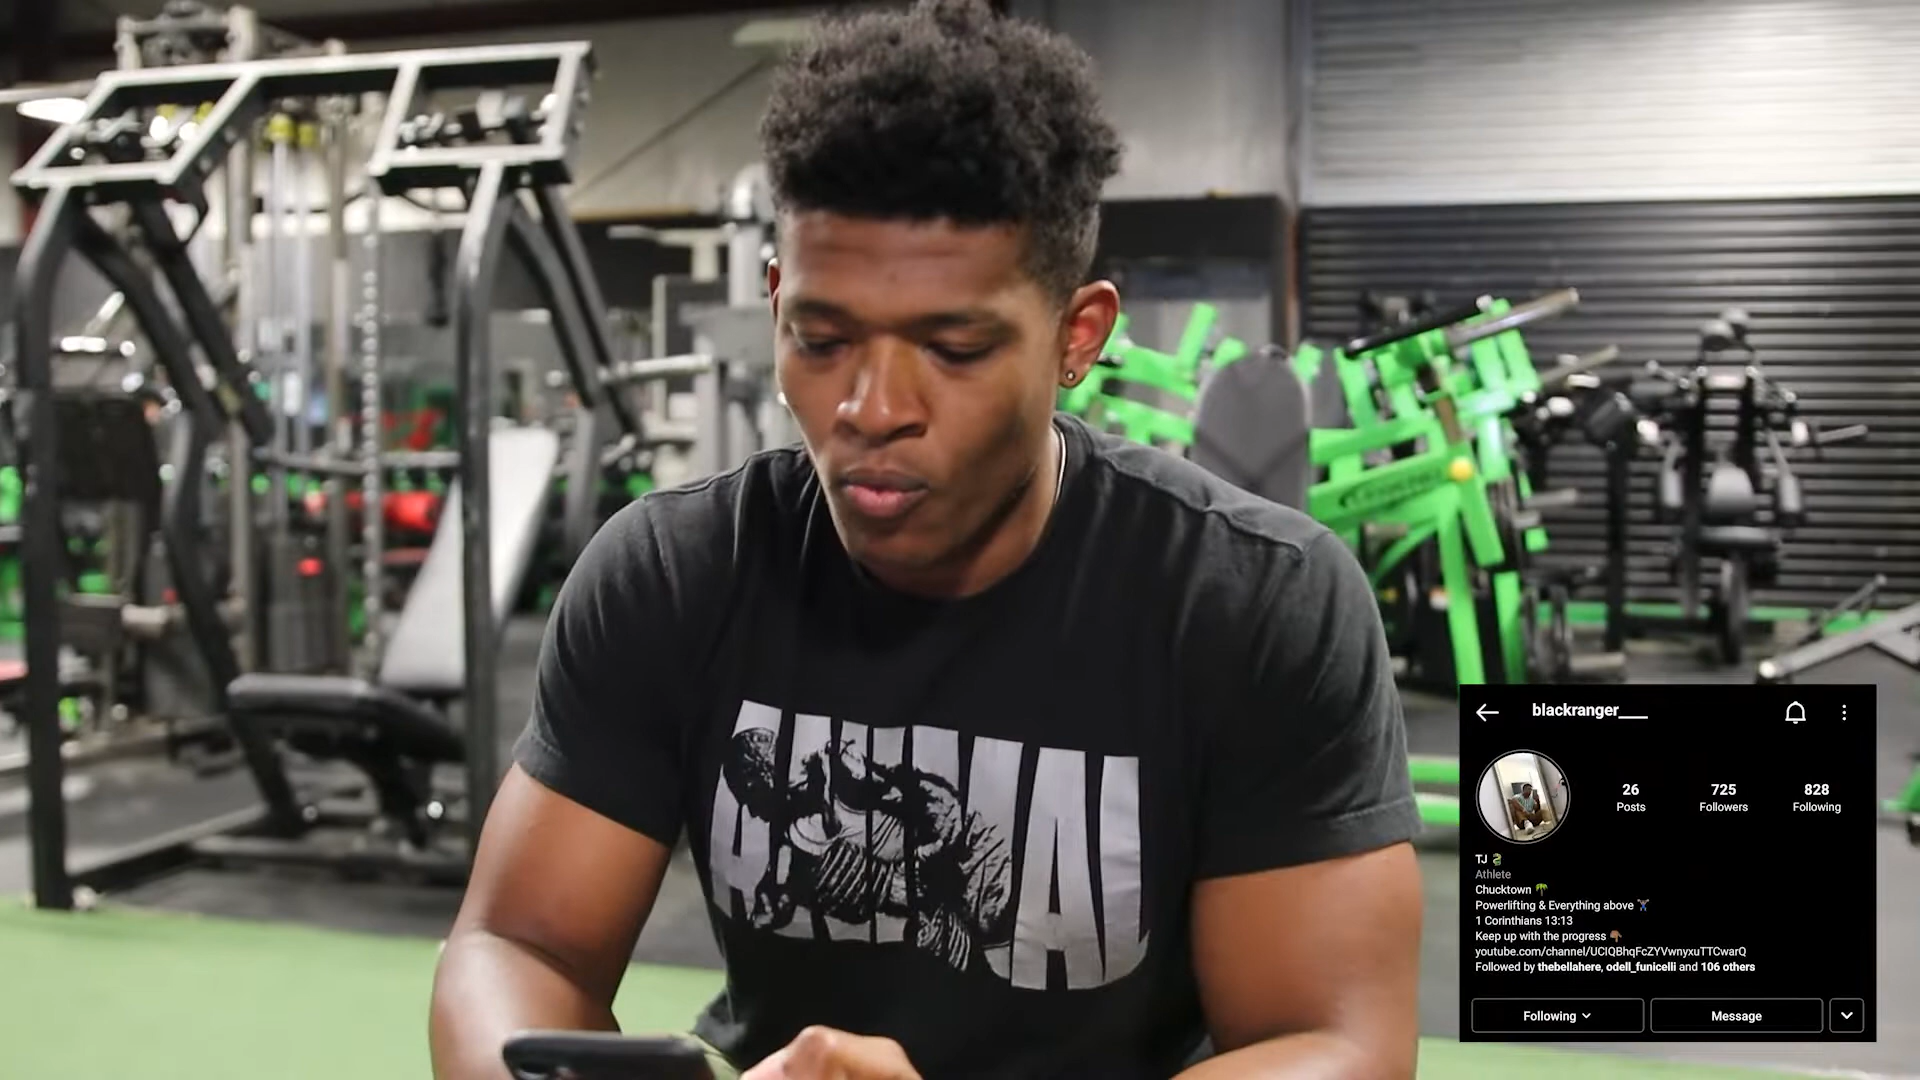 ANIMAL
blackranger___
26
Posts
725
Followers
828
Following
TJ 🐉
Athlete
Chucktown 🌴
Powerlifting & Everything above 🏋🏾
1 Corinthians 13:13
Keep up with the progress 👇🏾
youtube.com/channel/UCIQBhqFcZYVwnyxuTTCwarQ
Followed by thebellahere, odell_funicelli and 106 others
Following
Message